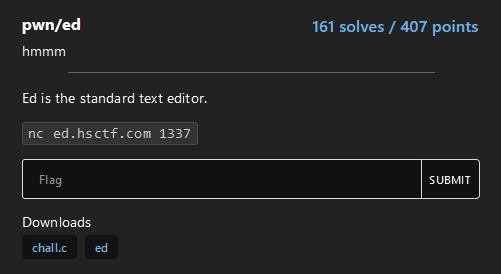 pwn/ed
161 solves / 407 points
hmmm
Ed is the standard text editor.
nc ed.hsctf.com 1337
Flag
SUBMIT
Downloads
chall.c
ed